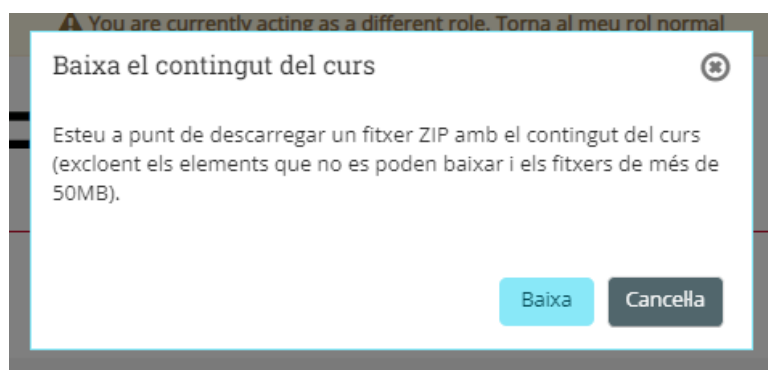 You are currently acting as a different role. Torna al meu rol normal
Baixa el contingut del curs
Esteu a punt de descarregar un fitxer ZIP amb el contingut del curs
(excloent els elements que no es poden baixar i els fitxers de més de
50MB).
Baixa Cancel·la